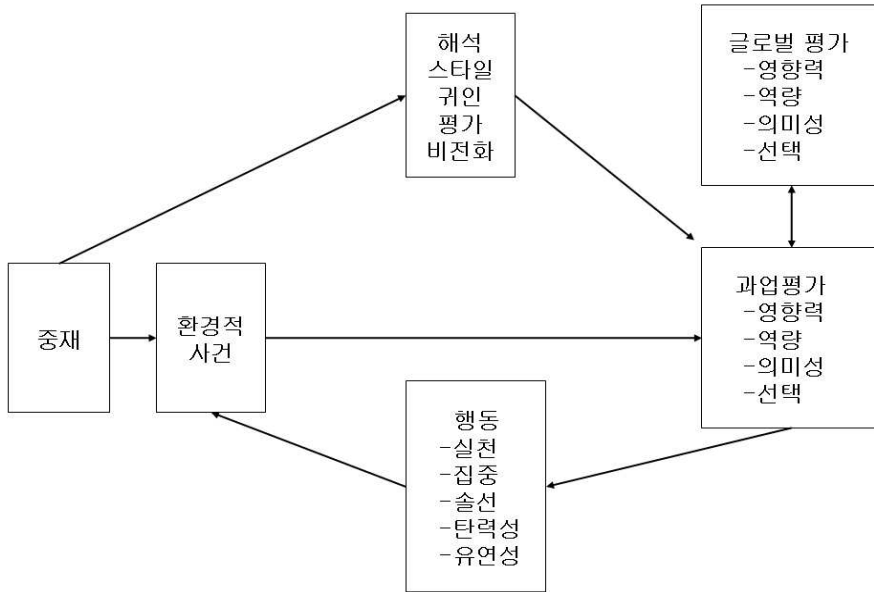 해석
스타일
귀인
평가
비전화
글로벌 평가
-영향력
-역량
-의미성
-선택
중재
환경적
사건
과업평가
-영향력
-역량
-의미성
-선택
행동
-실천
-집중
-솔선
-탄력성
-유연성